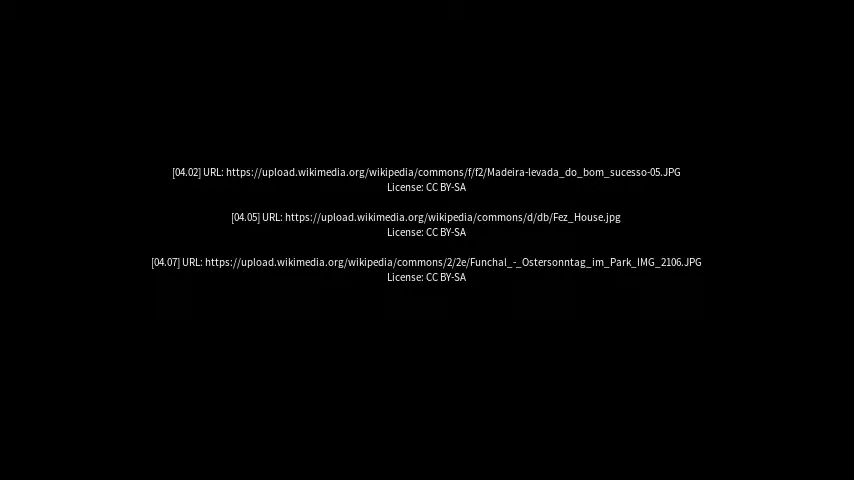 [04.02] URL: https://upload.wikimedia.org/wikipedia/commons/f/f2/Madeira-levada_do_bom_sucesso-05.JPG
License: CC BY-SA
[04.05] URL: https://upload.wikimedia.org/wikipedia/commons/d/db/Fez_House.jpg
License: CC BY-SA
[04.07] URL: https://upload.wikimedia.org/wikipedia/commons/2/2e/Funchal_-_Ostersonntag_im_Park_IMG_2106.JPG
License: CC BY-SA